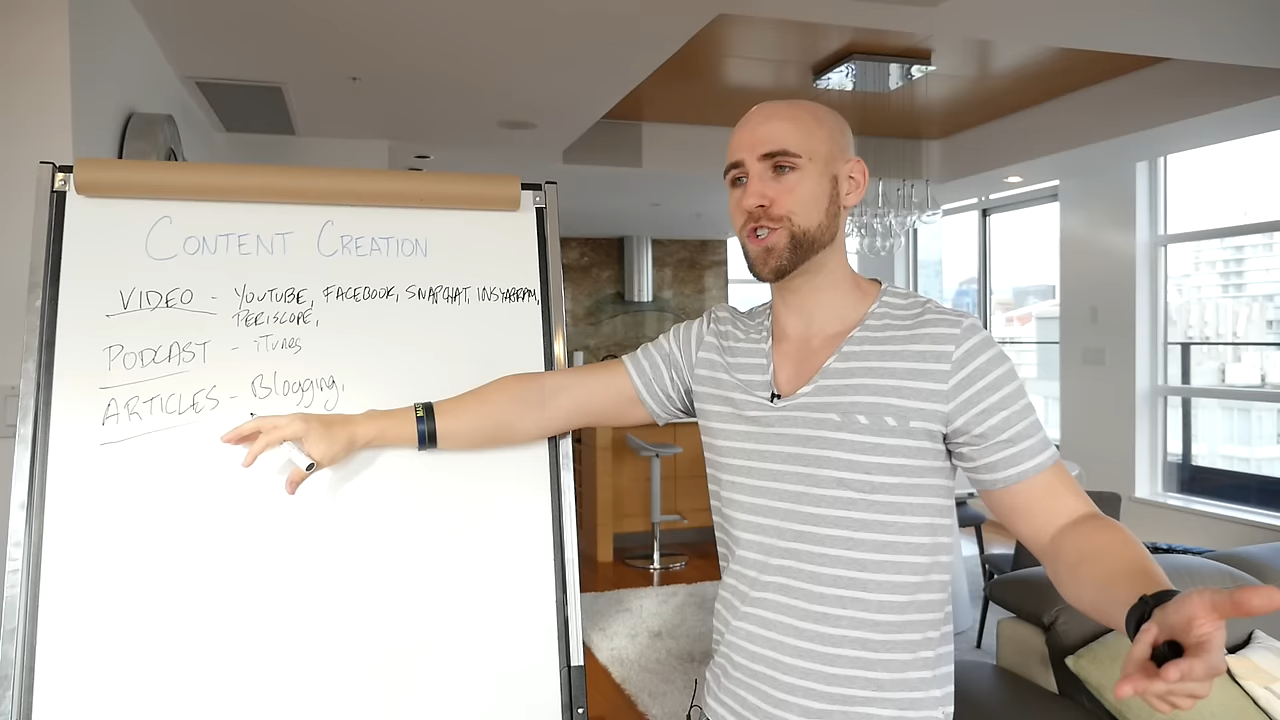 CONTENT CREATION
VIDEO - YOUTUBE, FACEBOOK, SNAPCHAT, INSTAGRAM,
PERISCOPE,
PODCAST - iTunes
ARTICLES - Blogging,